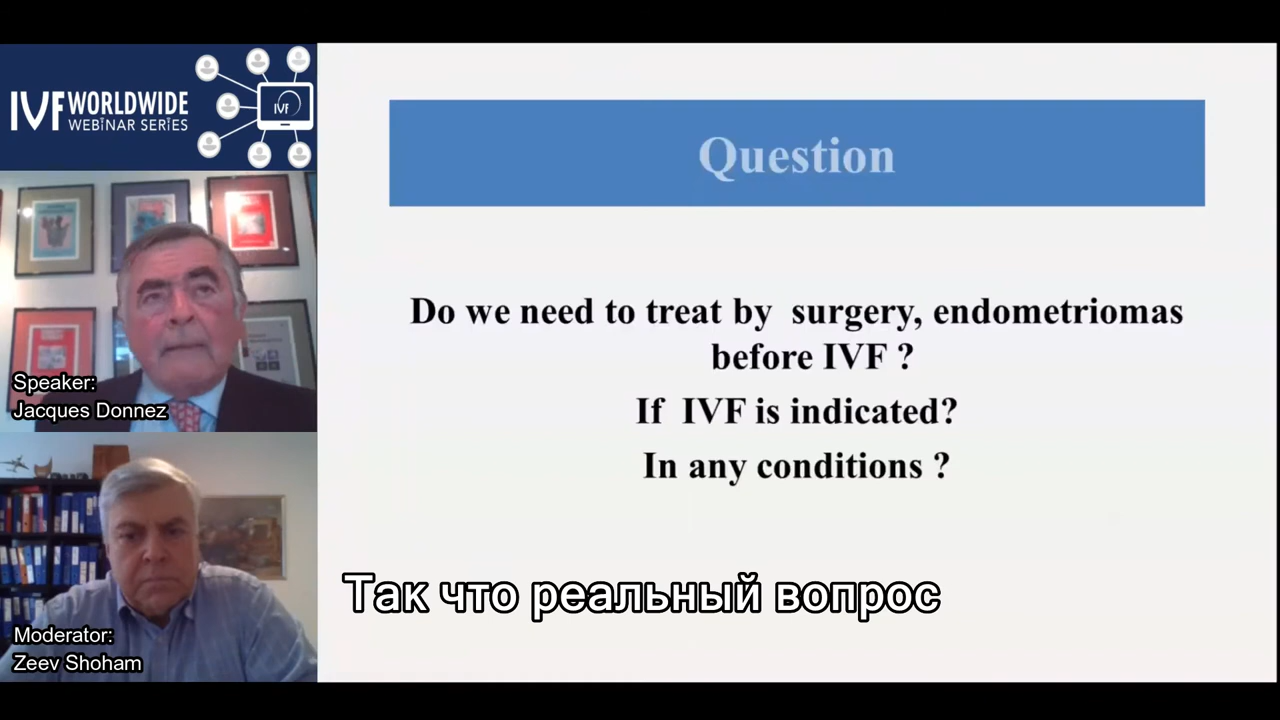 IVF WORLDWIDE
WEBINAR SERIES
IVF
Speaker:
Jacques Donnez
Moderator:
Zeev Shoham
Question
Do we need to treat by surgery, endometriomas
before IVF ?
If IVF is indicated?
In any conditions ?
Так что реальный вопрос